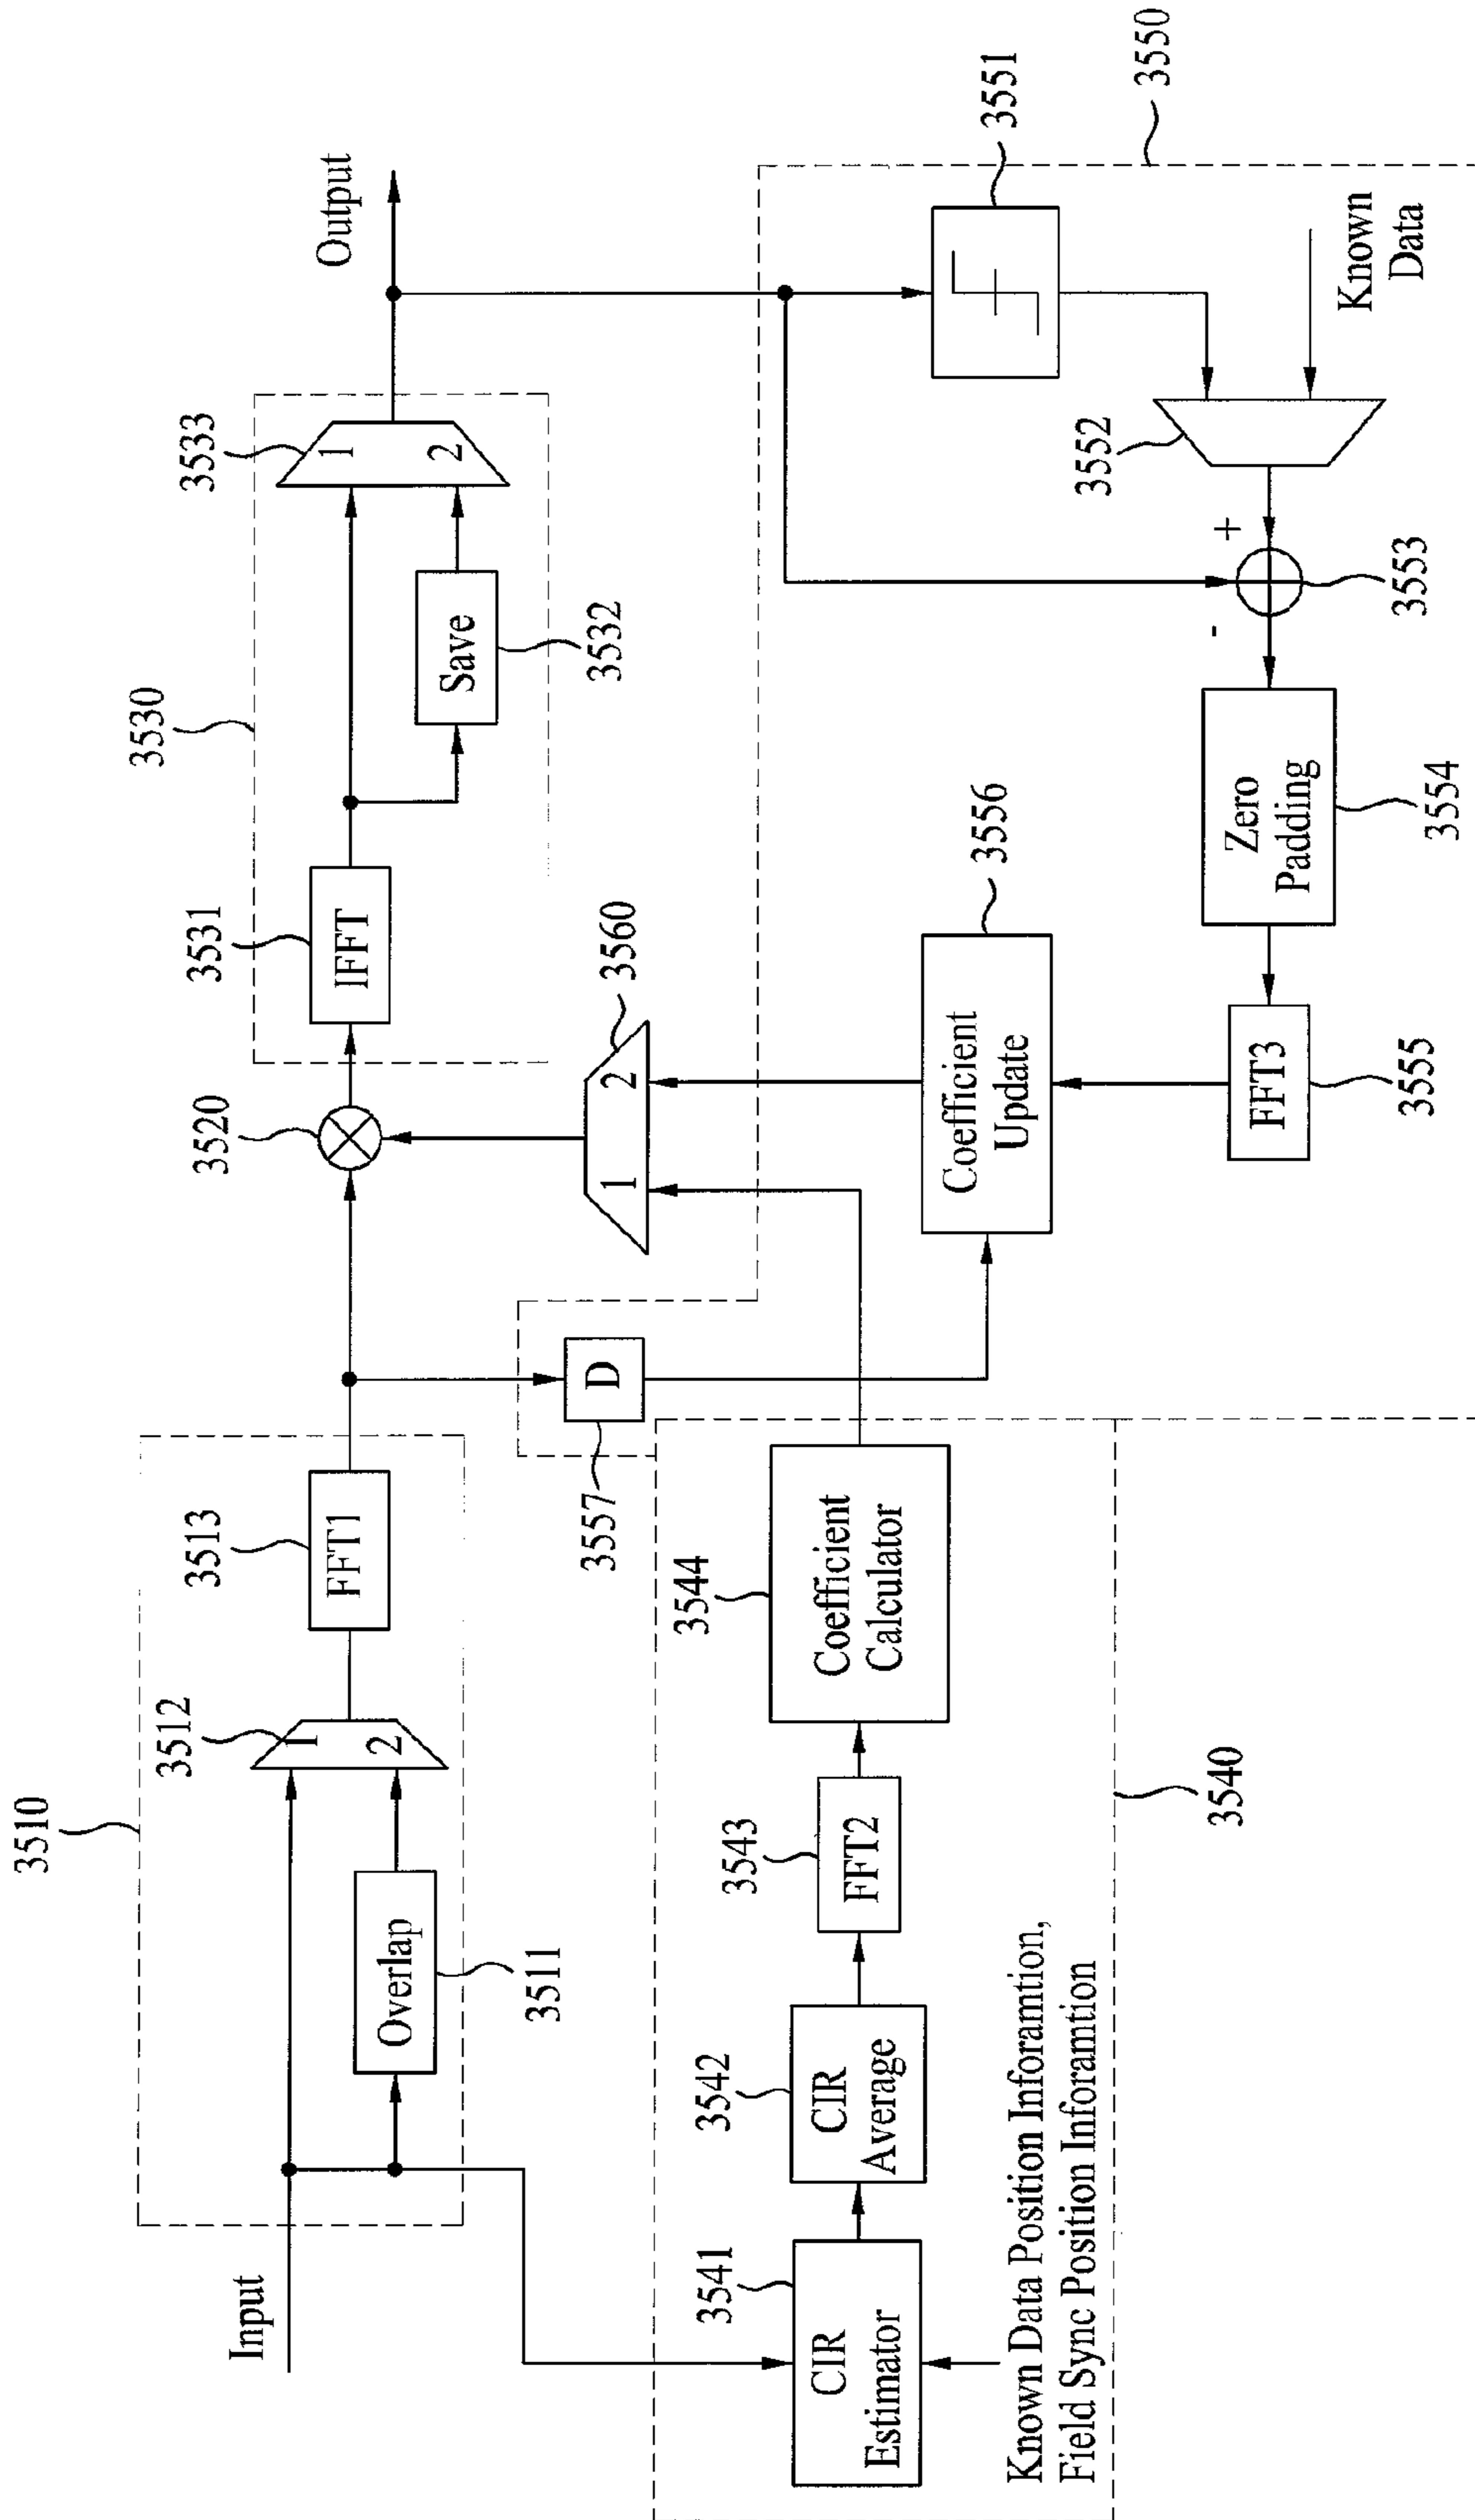 3510
Input
3512
1
2
Overlap
3511
3513
FFT1
3520
3530
3531
IFFT
Save
3532
3533
1
2
Output
D
3557
1
2
3560
3541
CIR
Estimator
3542
CIR
Average
3543
FFT2
3544
Coefficient
Calculator
3540
Known Data Position Inforamtion,
Field Sync Position Inforamtion
3550
3551
3552
Known
Data
+
-
3553
Zero
Padding
3554
FFT3
3555
Coefficient
Update
3556